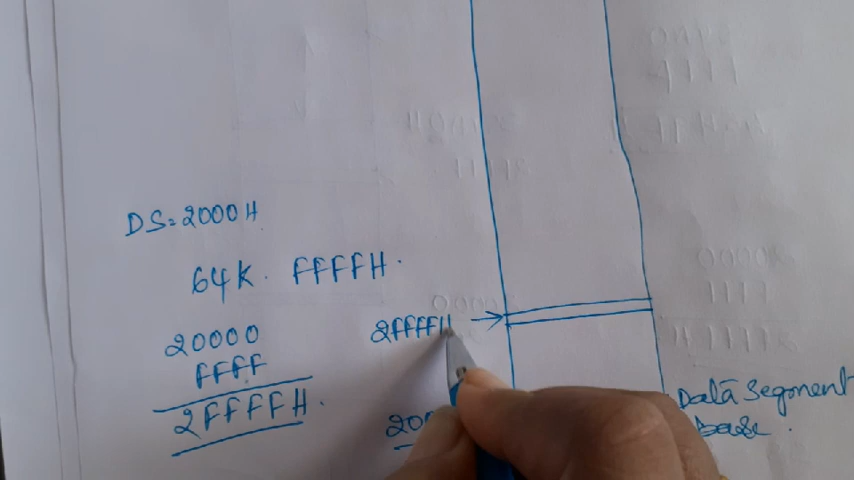 DS=2000H
64K. FFFFH.
20000
FFFF
2FFFFH.
2FFFFH
Data Segment
Base.